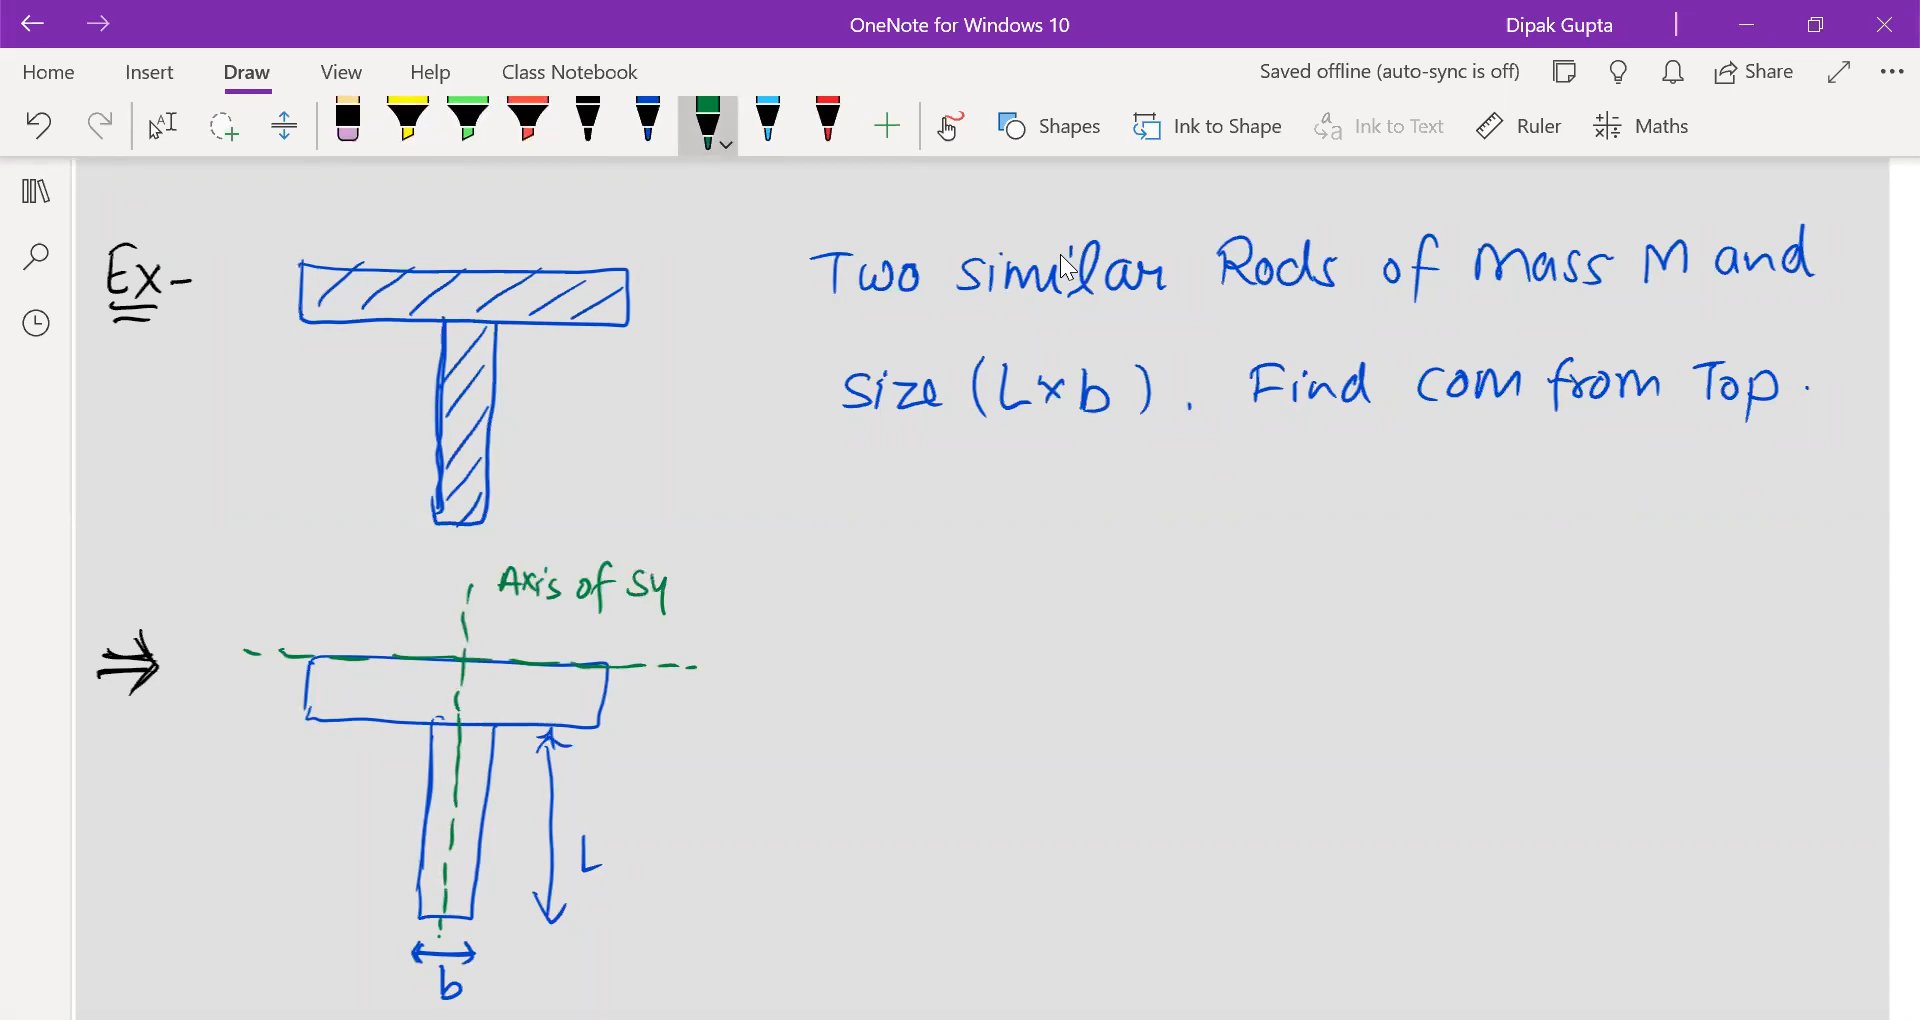 OneNote for Windows 10
Dipak Gupta
Home Insert Draw View Help Class Notebook
Saved offline (auto-sync is off) Share
Shapes Ink to Shape Ink to Text Ruler Maths
Ex-
Two similar Rods of mass M and
size (L×b). Find com from Top.
Axis of Sy
L
b